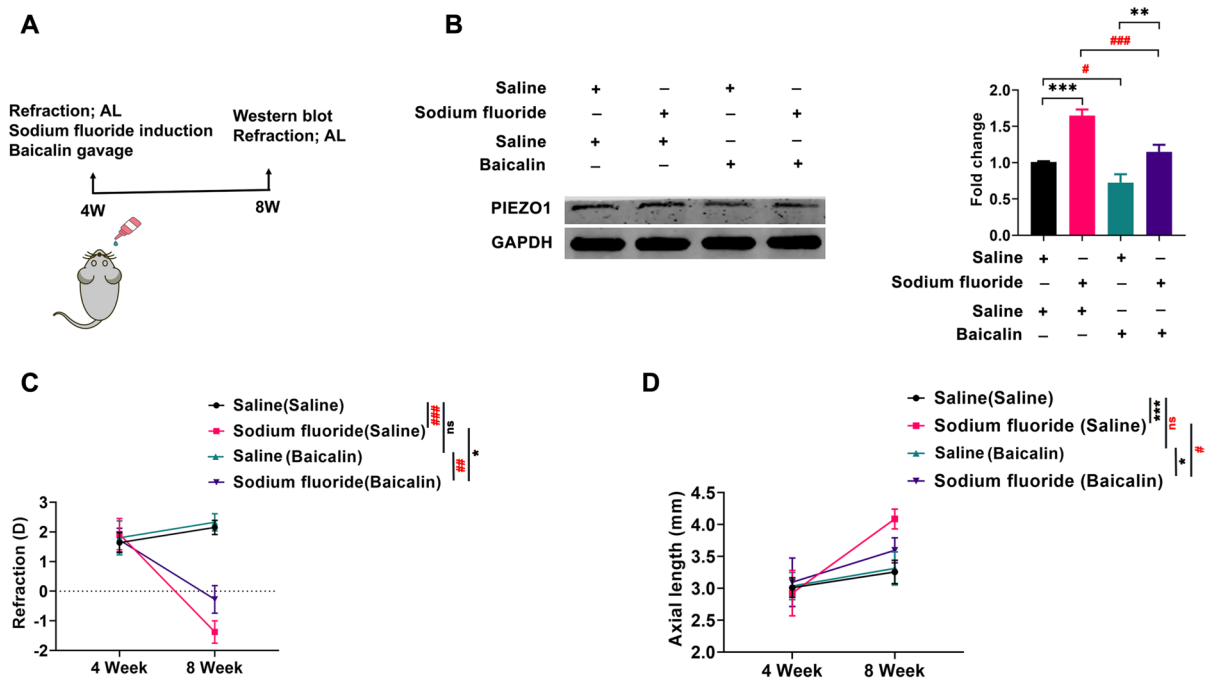 A
Refraction; AL
Sodium fluoride induction
Baicalin gavage
Western blot
Refraction; AL
4W
8W
B
Saline + − + −
Sodium fluoride − + − +
Saline + + − −
Baicalin − − + +
PIEZO1
GAPDH
**
###
#
***
Fold change
2.0
1.5
1.0
0.5
0.0
Saline + − + −
Sodium fluoride − + − +
Saline + + − −
Baicalin − − + +
C
Saline(Saline)
Sodium fluoride(Saline)
Saline (Baicalin)
Sodium fluoride(Baicalin)
###
ns
##
*
Refraction (D)
3
2
1
0
-1
-2
4 Week
8 Week
D
Saline(Saline)
Sodium fluoride (Saline)
Saline (Baicalin)
Sodium fluoride (Baicalin)
***
ns
*
#
Axial length (mm)
4.5
4.0
3.5
3.0
2.5
2.0
4 Week
8 Week